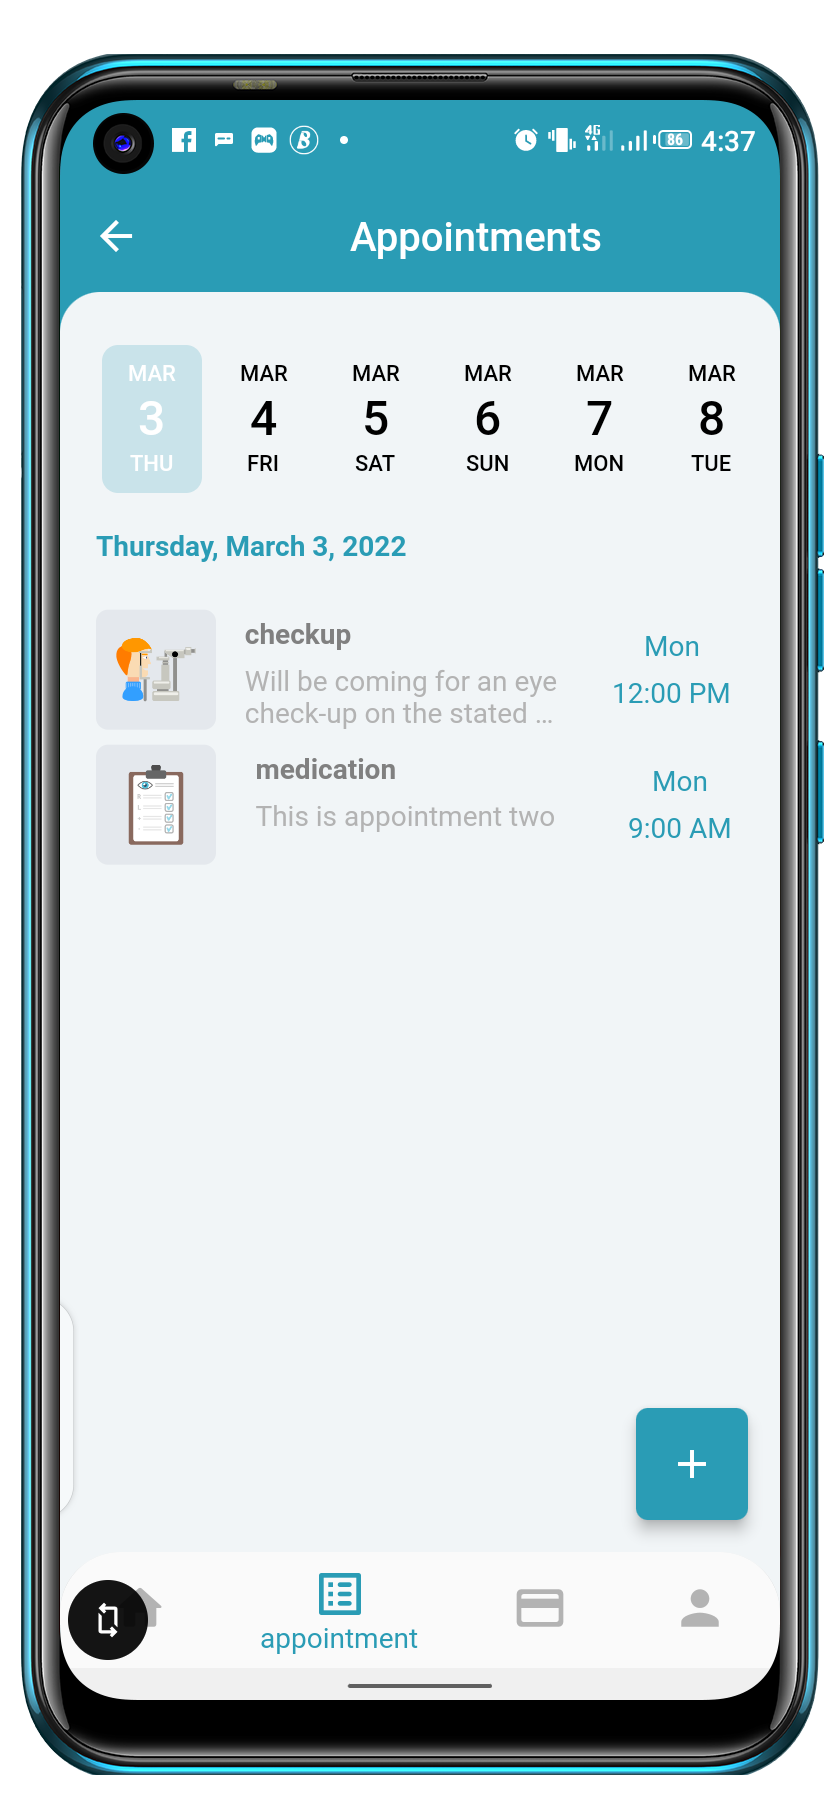 4G 86 4:37
Appointments
MAR MAR MAR MAR MAR MAR
3 4 5 6 7 8
THU FRI SAT SUN MON TUE
Thursday, March 3, 2022
checkup
Will be coming for an eye
check-up on the stated ...
Mon
12:00 PM
medication
This is appointment two
Mon
9:00 AM
appointment